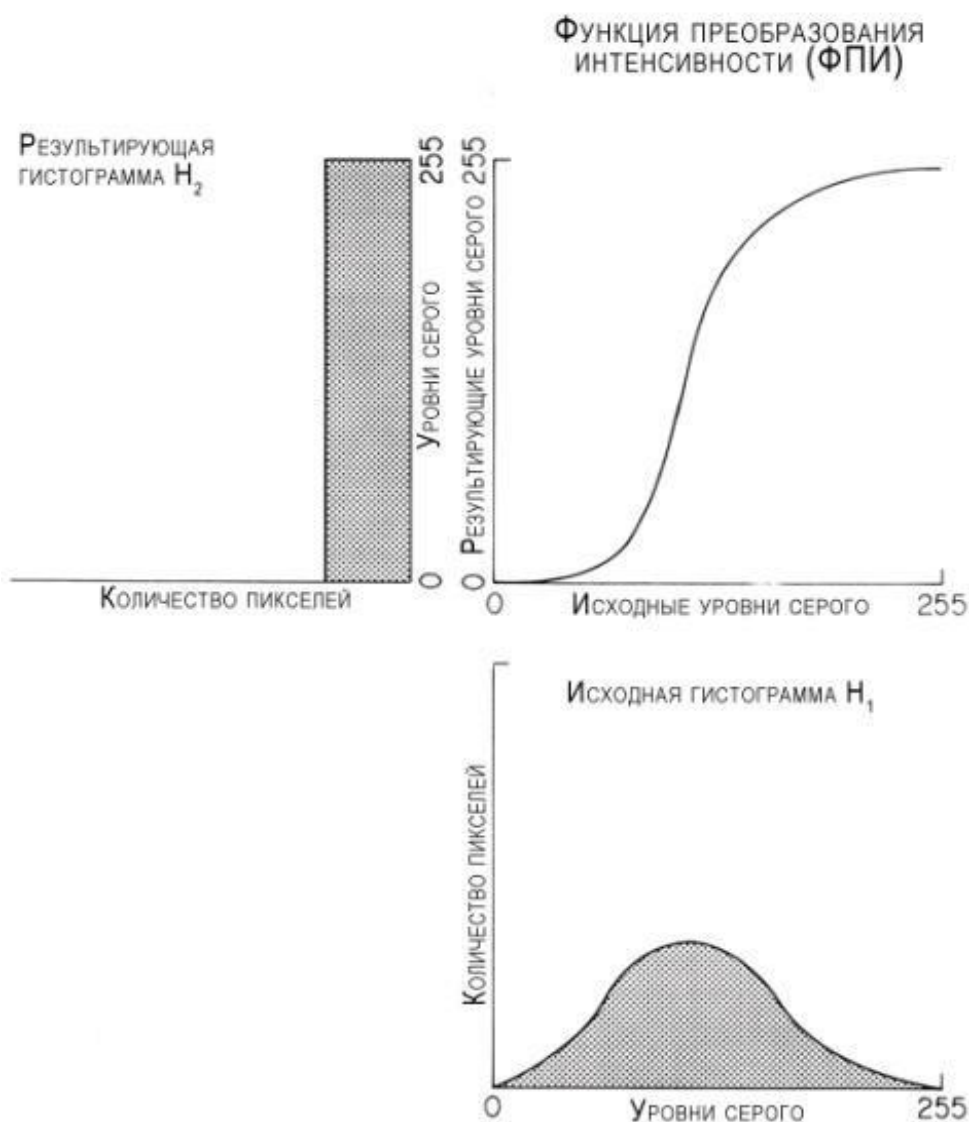 Функция преобразования
интенсивности (ФПИ)
Результирующая
гистограмма H₂
255
Уровни серого
0
Количество пикселей
255
Результирующие уровни серого
0
0
Исходные уровни серого
255
Исходная гистограмма H₁
Количество пикселей
0
Уровни серого
255